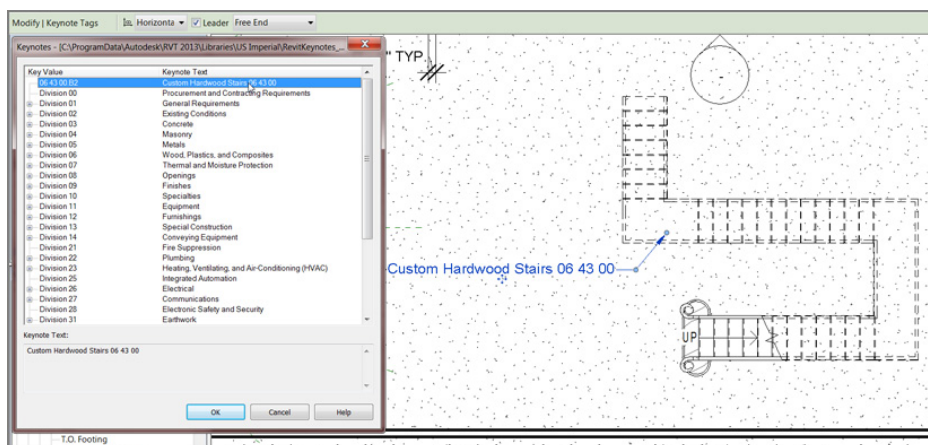 Modify | Keynote Tags Horizonta Leader Free End
Keynotes - [C:\ProgramData\Autodesk\RVT 2013\Libraries\US Imperial\RevitKeynotes_...
Key Value Keynote Text
06 43 00.B2 Custom Hardwood Stairs 06 43 00
Division 00 Procurement and Contracting Requirements
Division 01 General Requirements
Division 02 Existing Conditions
Division 03 Concrete
Division 04 Masonry
Division 05 Metals
Division 06 Wood, Plastics, and Composites
Division 07 Thermal and Moisture Protection
Division 08 Openings
Division 09 Finishes
Division 10 Specialties
Division 11 Equipment
Division 12 Furnishings
Division 13 Special Construction
Division 14 Conveying Equipment
Division 21 Fire Suppression
Division 22 Plumbing
Division 23 Heating, Ventilating, and Air-Conditioning (HVAC)
Division 25 Integrated Automation
Division 26 Electrical
Division 27 Communications
Division 28 Electronic Safety and Security
Division 31 Earthwork
Keynote Text:
Custom Hardwood Stairs 06 43 00
OK Cancel Help
T.O. Footing
" TYP.
Custom Hardwood Stairs 06 43 00
UP